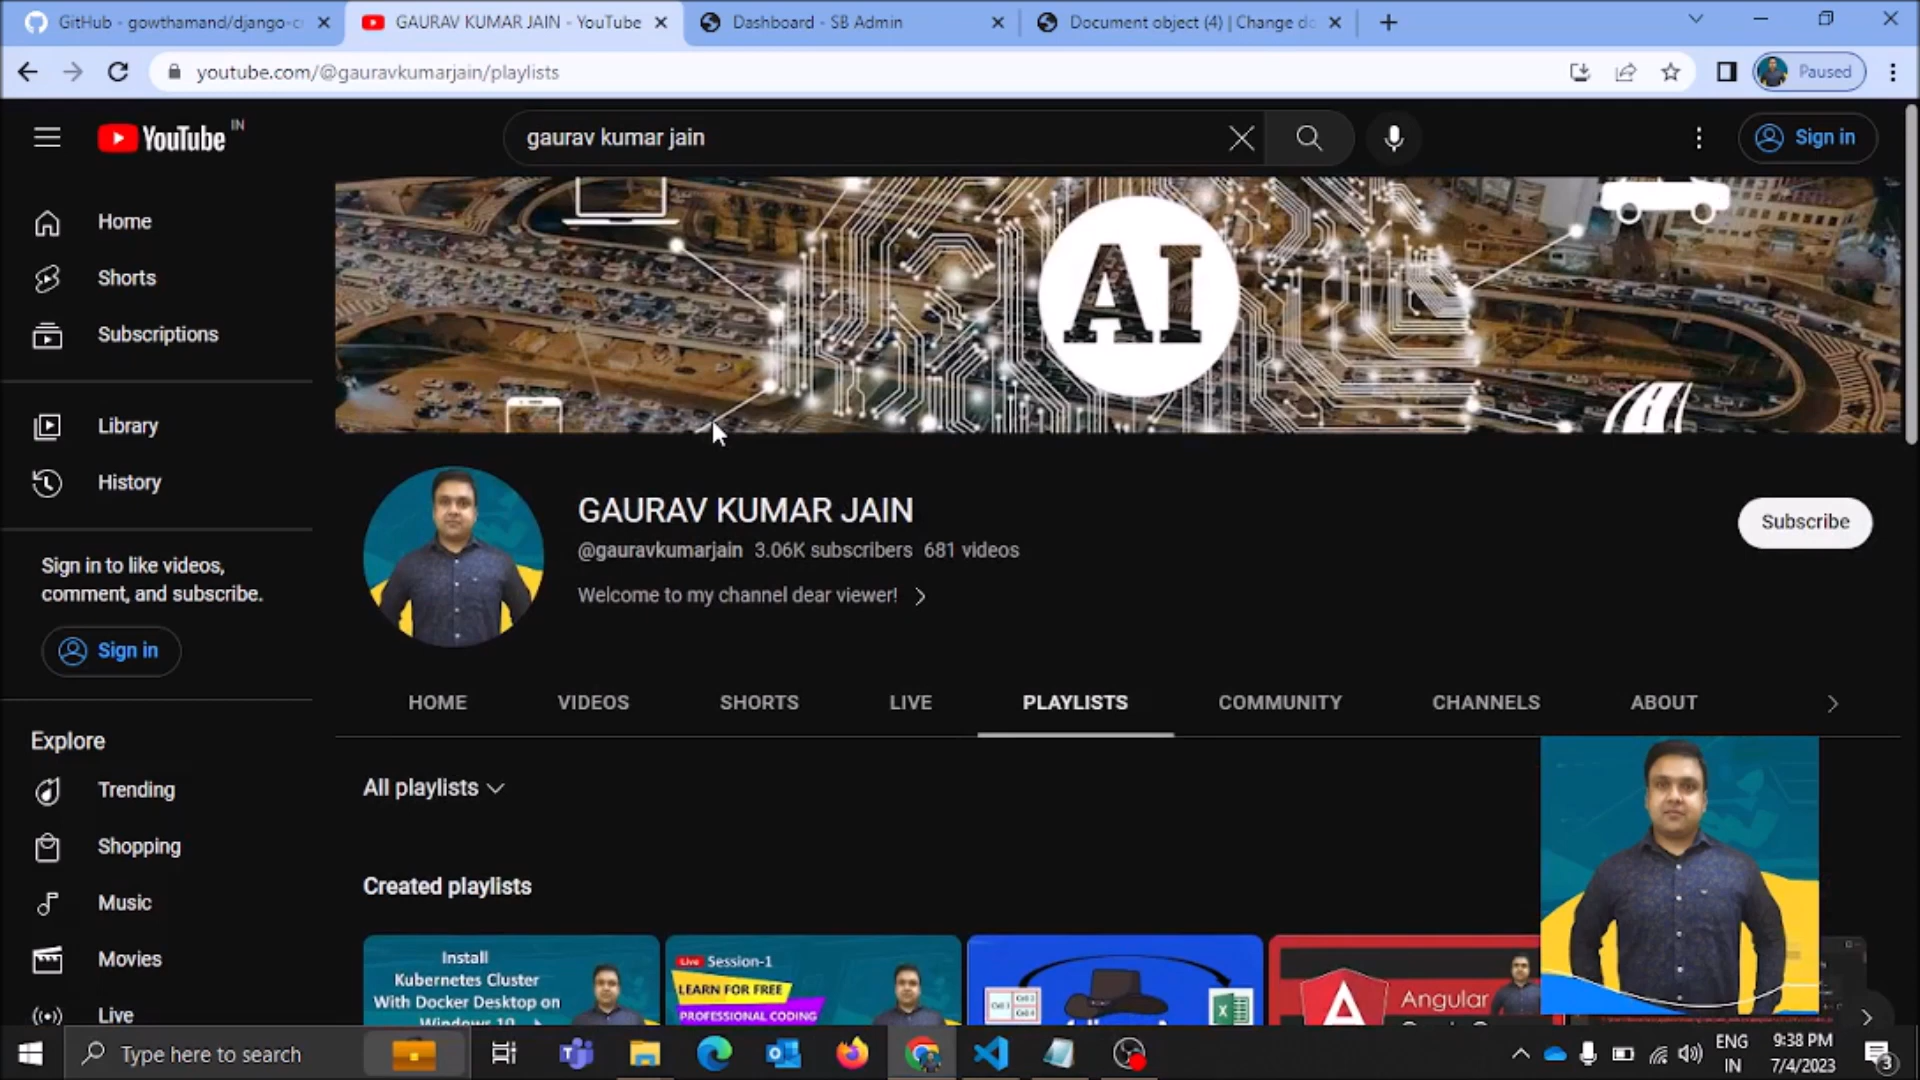 GitHub - gowthamand/django-c
GAURAV KUMAR JAIN - YouTube
Dashboard - SB Admin
Document object (4) | Change do
youtube.com/@gauravkumarjain/playlists
Paused
YouTube IN
gaurav kumar jain
Sign in
Home
Shorts
Subscriptions
Library
History
Sign in to like videos,
comment, and subscribe.
Sign in
Explore
Trending
Shopping
Music
Movies
Live
AI
GAURAV KUMAR JAIN
@gauravkumarjain 3.06K subscribers 681 videos
Welcome to my channel dear viewer!
Subscribe
HOME
VIDEOS
SHORTS
LIVE
PLAYLISTS
COMMUNITY
CHANNELS
ABOUT
All playlists
Created playlists
Install
Kubernetes Cluster
With Docker Desktop on
Windows 10
Live Session-1
LEARN FOR FREE
PROFESSIONAL CODING
Angular
Type here to search
ENG
IN
9:38 PM
7/4/2023
3